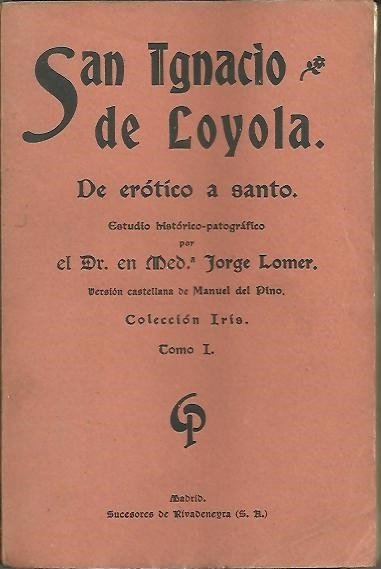 San Ignacio
de Loyola.
De erótico a santo.
Estudio histórico-patográfico
por
el Dr. en Med.ª Jorge Lomer.
Versión castellana de Manuel del Pino.
Colección Iris.
Tomo I.
CP
Madrid.
Sucesores de Rivadeneyra (S. A.)